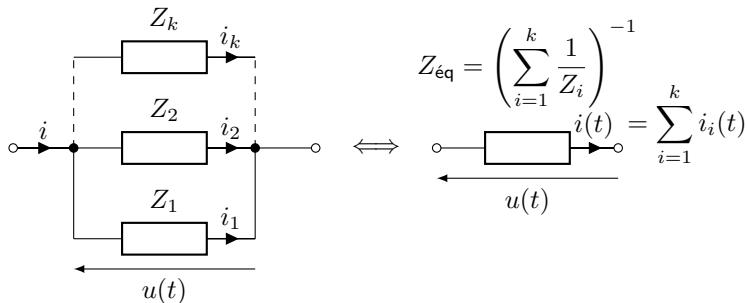 Z_k
i_k
Z_éq = (∑_{i=1}^{k} 1/Z_i)^{-1}
i
Z_2
i_2
⟺
i(t) = ∑_{i=1}^{k} i_i(t)
Z_1
i_1
u(t)
u(t)